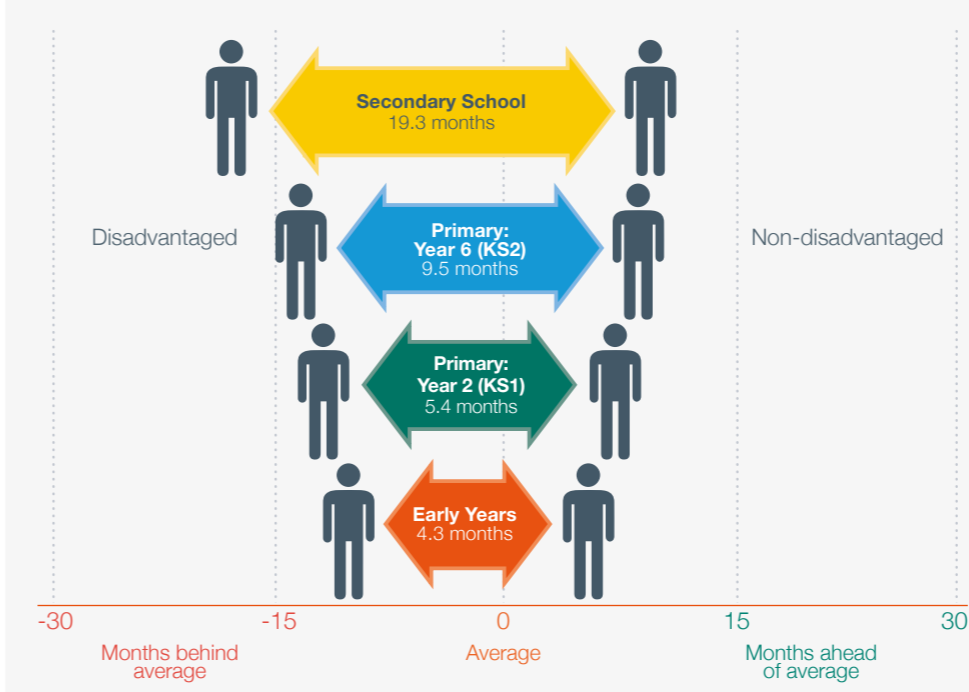 Secondary School
19.3 months
Disadvantaged
Primary:
Year 6 (KS2)
9.5 months
Non-disadvantaged
Primary:
Year 2 (KS1)
5.4 months
Early Years
4.3 months
-30
-15
0
15
30
Months behind
average
Average
Months ahead
of average